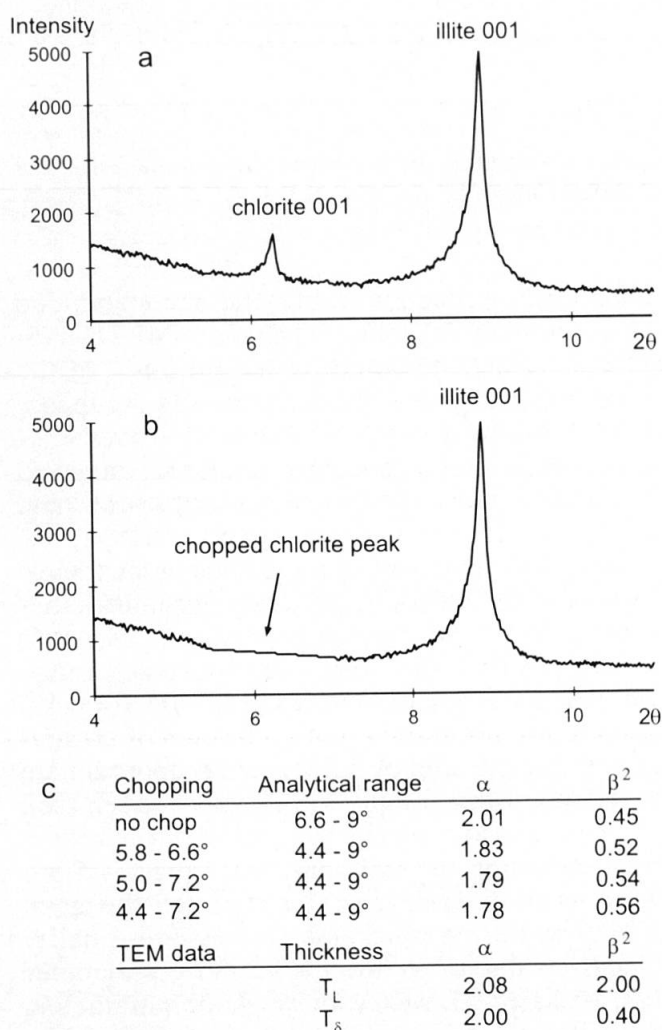 Intensity
illite 001
a
5000
4000
3000
chlorite 001
2000
1000
0
4 6 8 10 2θ
illite 001
b
5000
4000
3000
chopped chlorite peak
2000
1000
0
4 6 8 10 2θ
c
Chopping Analytical range α β²
no chop 6.6 - 9° 2.01 0.45
5.8 - 6.6° 4.4 - 9° 1.83 0.52
5.0 - 7.2° 4.4 - 9° 1.79 0.54
4.4 - 7.2° 4.4 - 9° 1.78 0.56
TEM data Thickness α β²
2.08 2.00
T_δ 2.00 0.40